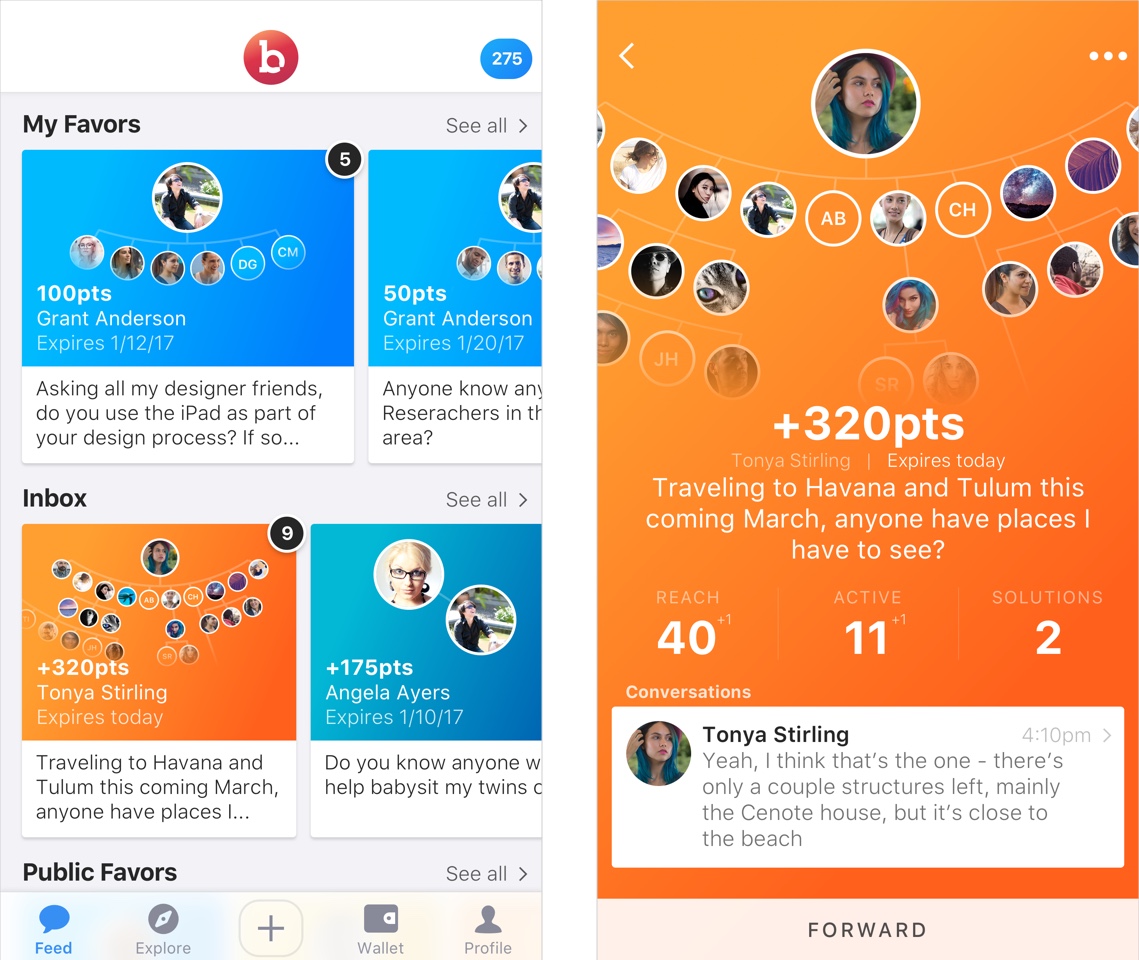 b
275
My Favors
See all
5
DG
CM
100pts
Grant Anderson
Expires 1/12/17
Asking all my designer friends,
do you use the iPad as part of
your design process? If so...
50pts
Grant Anderson
Expires 1/20/17
Anyone know any
Reserachers in th
area?
Inbox
See all
9
AB
CH
JH
SR
+320pts
Tonya Stirling
Expires today
Traveling to Havana and
Tulum this coming March,
anyone have places I...
+175pts
Angela Ayers
Expires 1/10/17
Do you know anyone w
help babysit my twins
Public Favors
See all
Feed
Explore
Wallet
Profile
AB
CH
JH
SR
+320pts
Tonya Stirling | Expires today
Traveling to Havana and Tulum this
coming March, anyone have places I
have to see?
REACH
40 +1
ACTIVE
11 +1
SOLUTIONS
2
Conversations
Tonya Stirling
4:10pm
Yeah, I think that’s the one - there’s
only a couple structures left, mainly
the Cenote house, but it’s close to
the beach
FORWARD